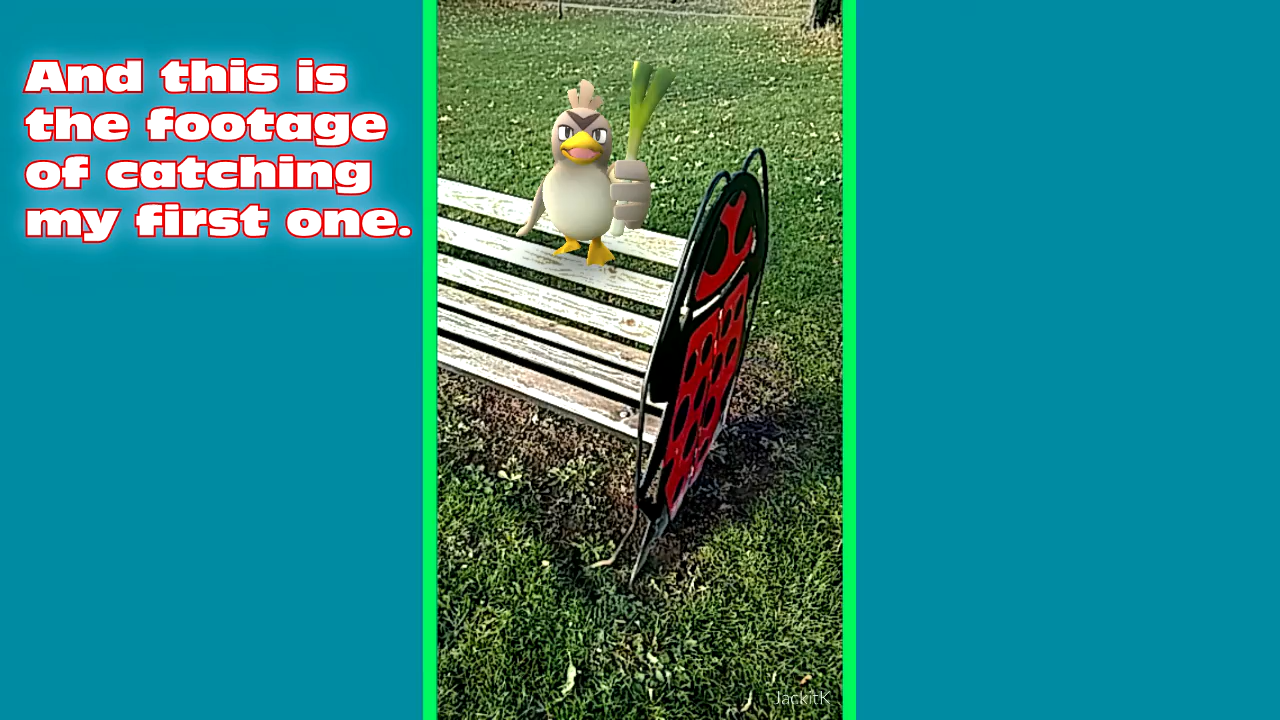 And this is
the footage
of catching
my first one.
JackitK